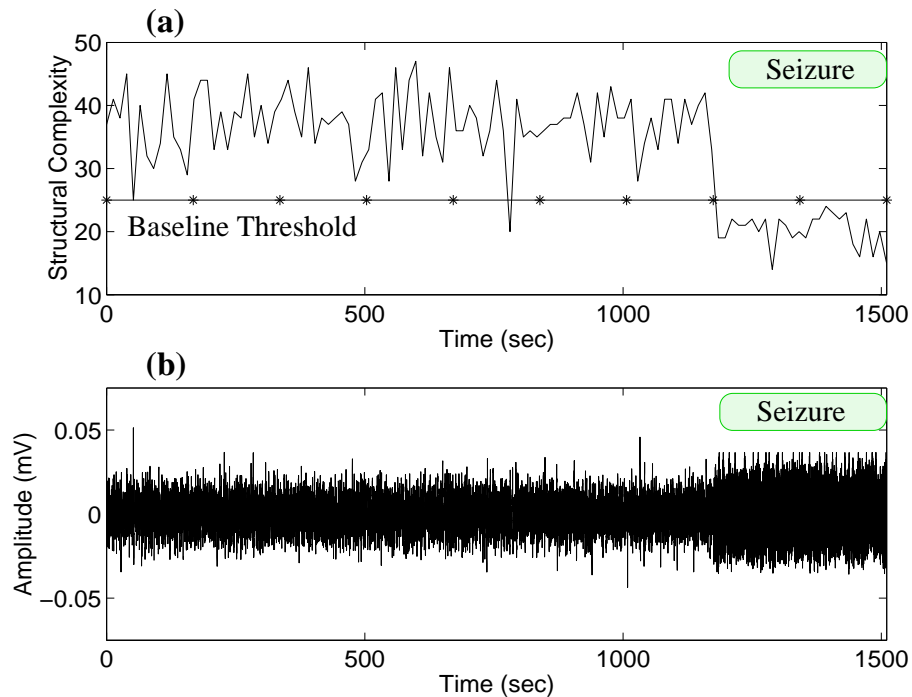 (a)
50
40
30
20
10
Structural Complexity
Seizure
Baseline Threshold
0
500
1000
1500
Time (sec)
(b)
0.05
0
−0.05
Amplitude (mV)
Seizure
0
500
1000
1500
Time (sec)